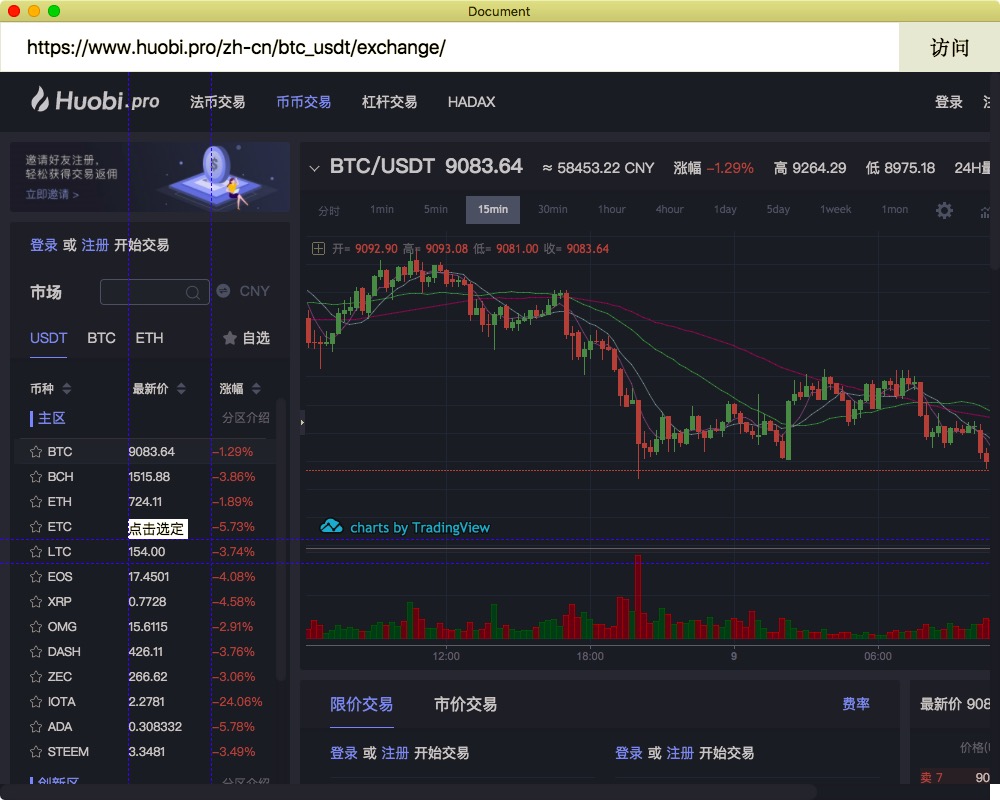 Document
https://www.huobi.pro/zh-cn/btc_usdt/exchange/ 访问
Huobi.pro 法币交易 币币交易 杠杆交易 HADAX 登录
邀请好友注册,
轻松获得交易返佣
立即邀请 >
BTC/USDT 9083.64 ≈ 58453.22 CNY 涨幅 -1.29% 高 9264.29 低 8975.18 24H量
分时 1min 5min 15min 30min 1hour 4hour 1day 5day 1week 1mon
登录 或 注册 开始交易
开= 9092.90 高= 9093.08 低= 9081.00 收= 9083.64
市场 CNY
USDT BTC ETH 自选
币种 最新价 涨幅
主区 分区介绍
BTC 9083.64 -1.29%
BCH 1515.88 -3.86%
ETH 724.11 -1.89%
ETC 点击选定 -5.73%
LTC 154.00 -3.74%
EOS 17.4501 -4.08%
XRP 0.7728 -4.58%
OMG 15.6115 -2.91%
DASH 426.11 -3.76%
ZEC 266.62 -3.06%
IOTA 2.2781 -24.06%
ADA 0.308332 -5.78%
STEEM 3.3481 -3.49%
创新区 分区介绍
charts by TradingView
12:00 18:00 9 06:00
限价交易 市价交易 费率
登录 或 注册 开始交易 登录 或 注册 开始交易
最新价 908
价格(
卖 7 90